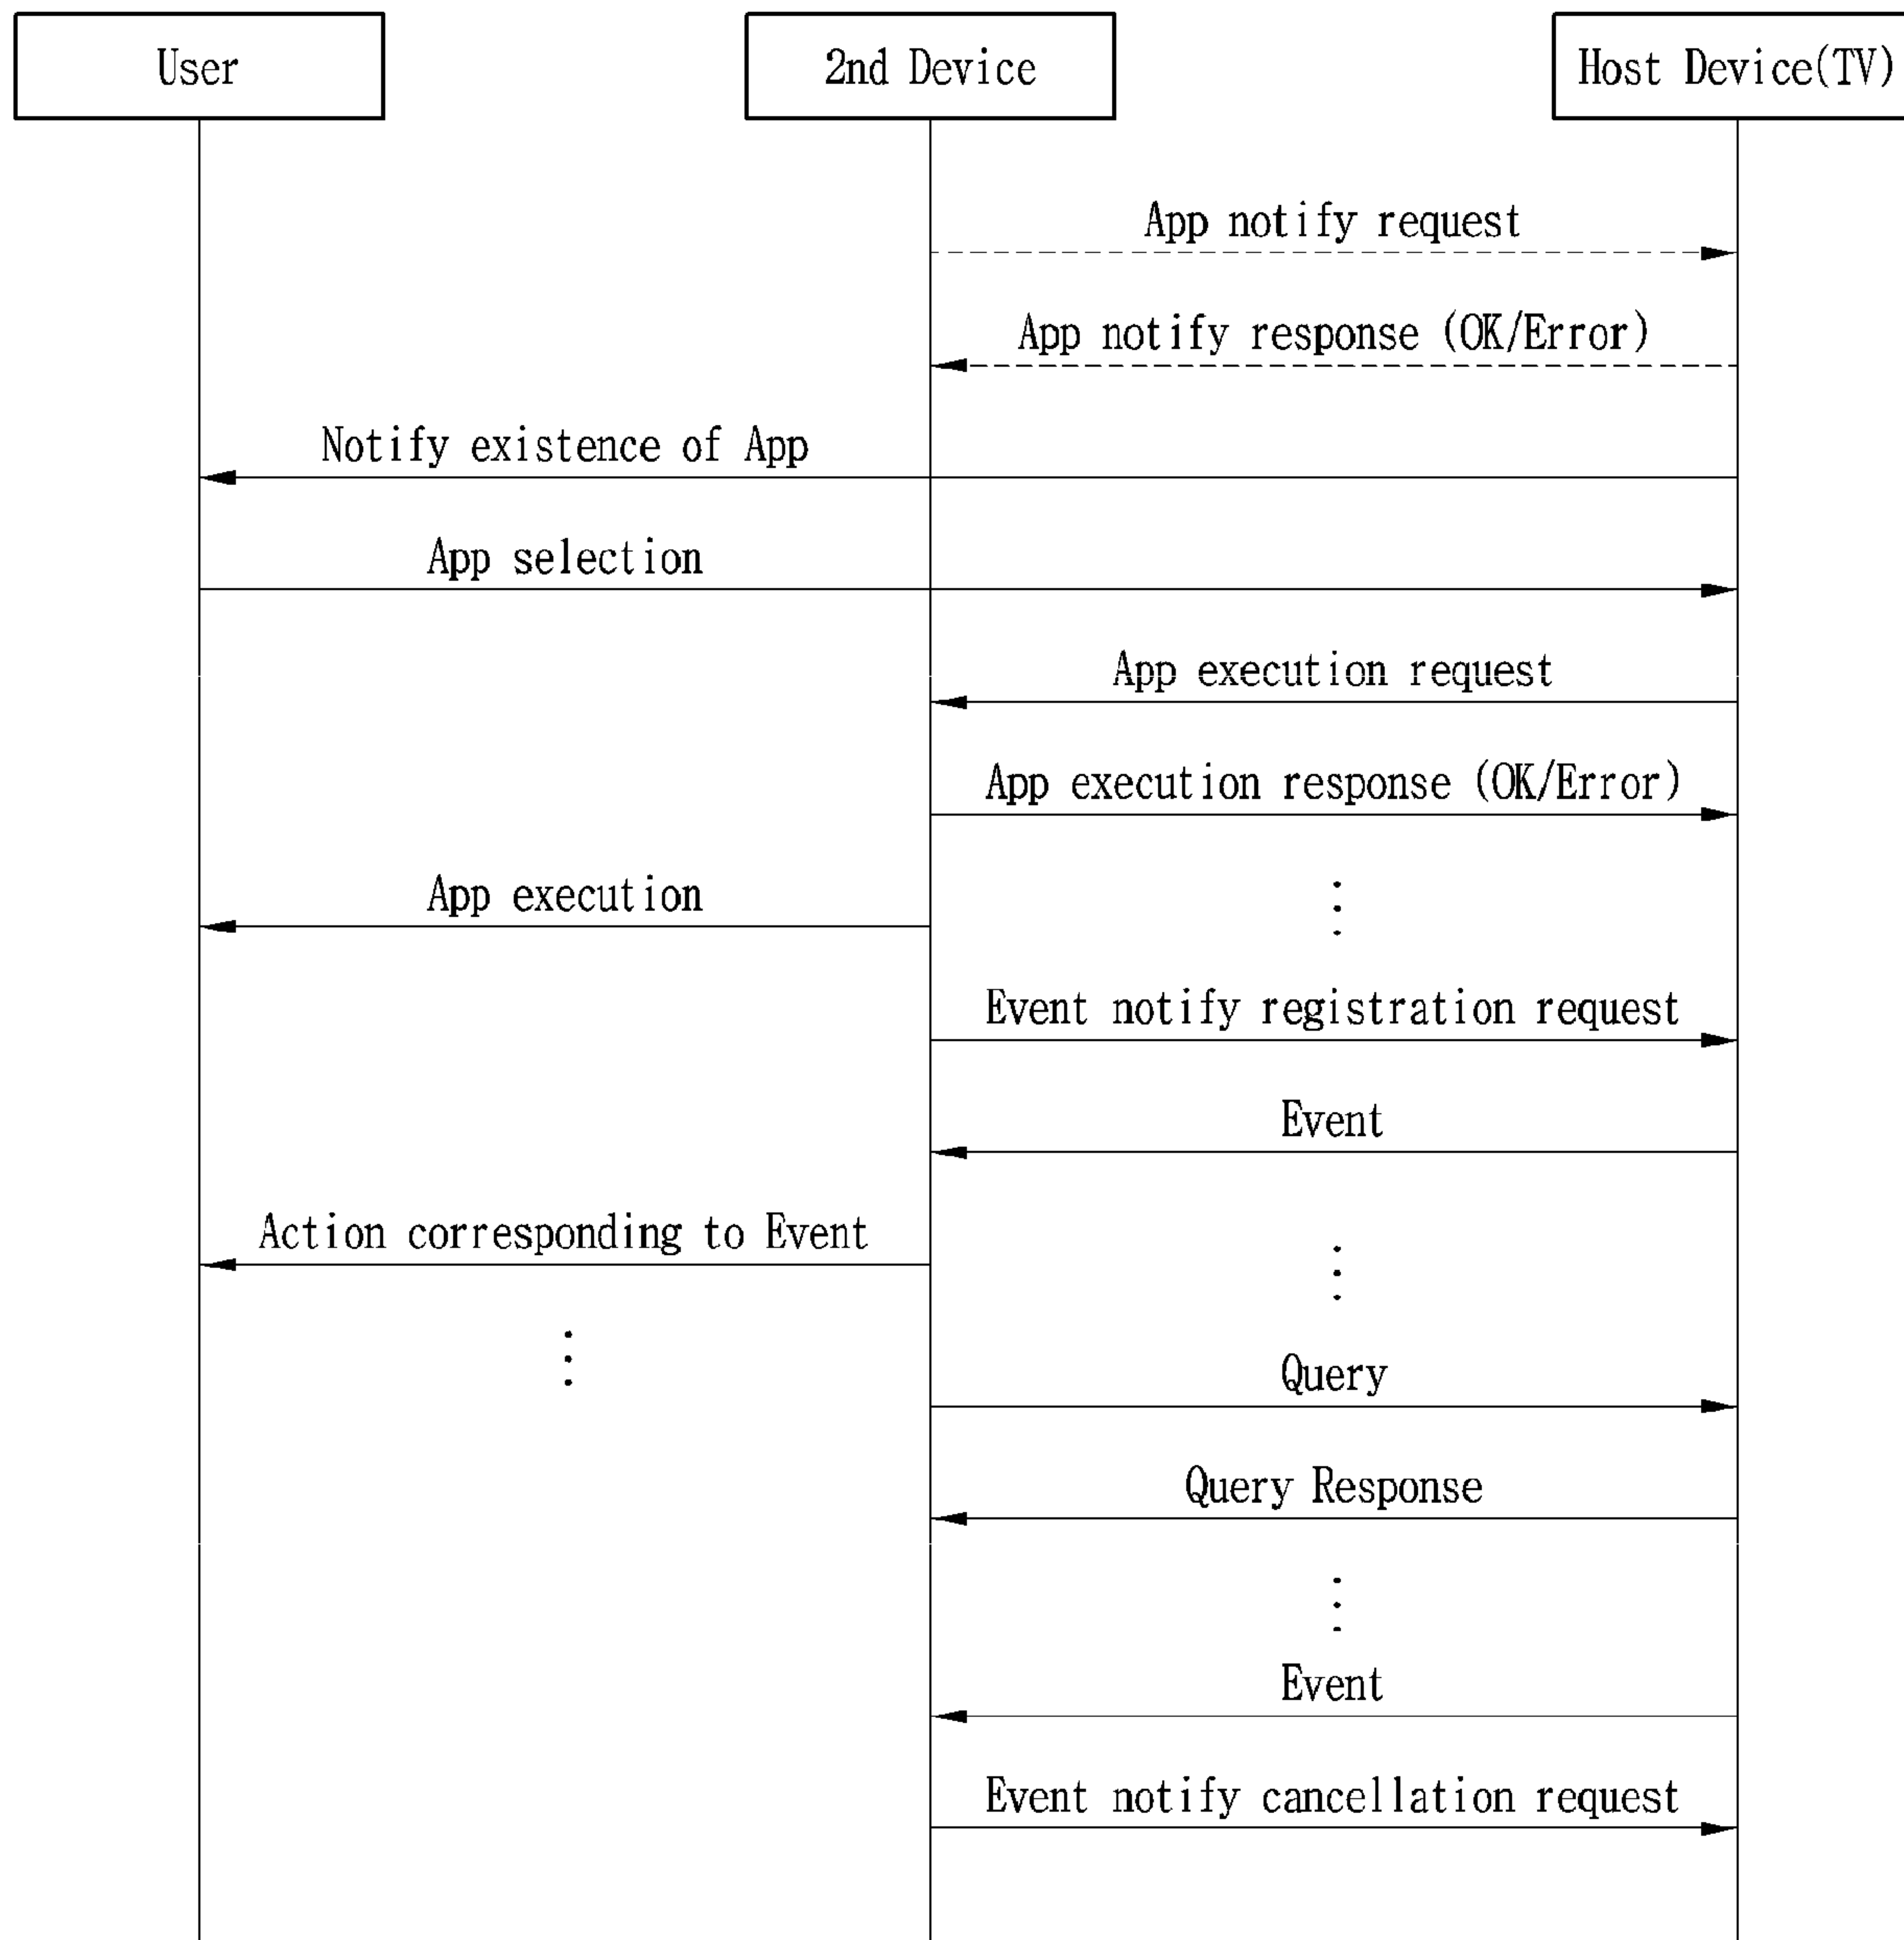 User
2nd Device
Host Device(TV)
App notify request
App notify response (OK/Error)
Notify existence of App
App selection
App execution request
App execution response (OK/Error)
App execution
Event notify registration request
Event
Action corresponding to Event
Query
Query Response
Event
Event notify cancellation request